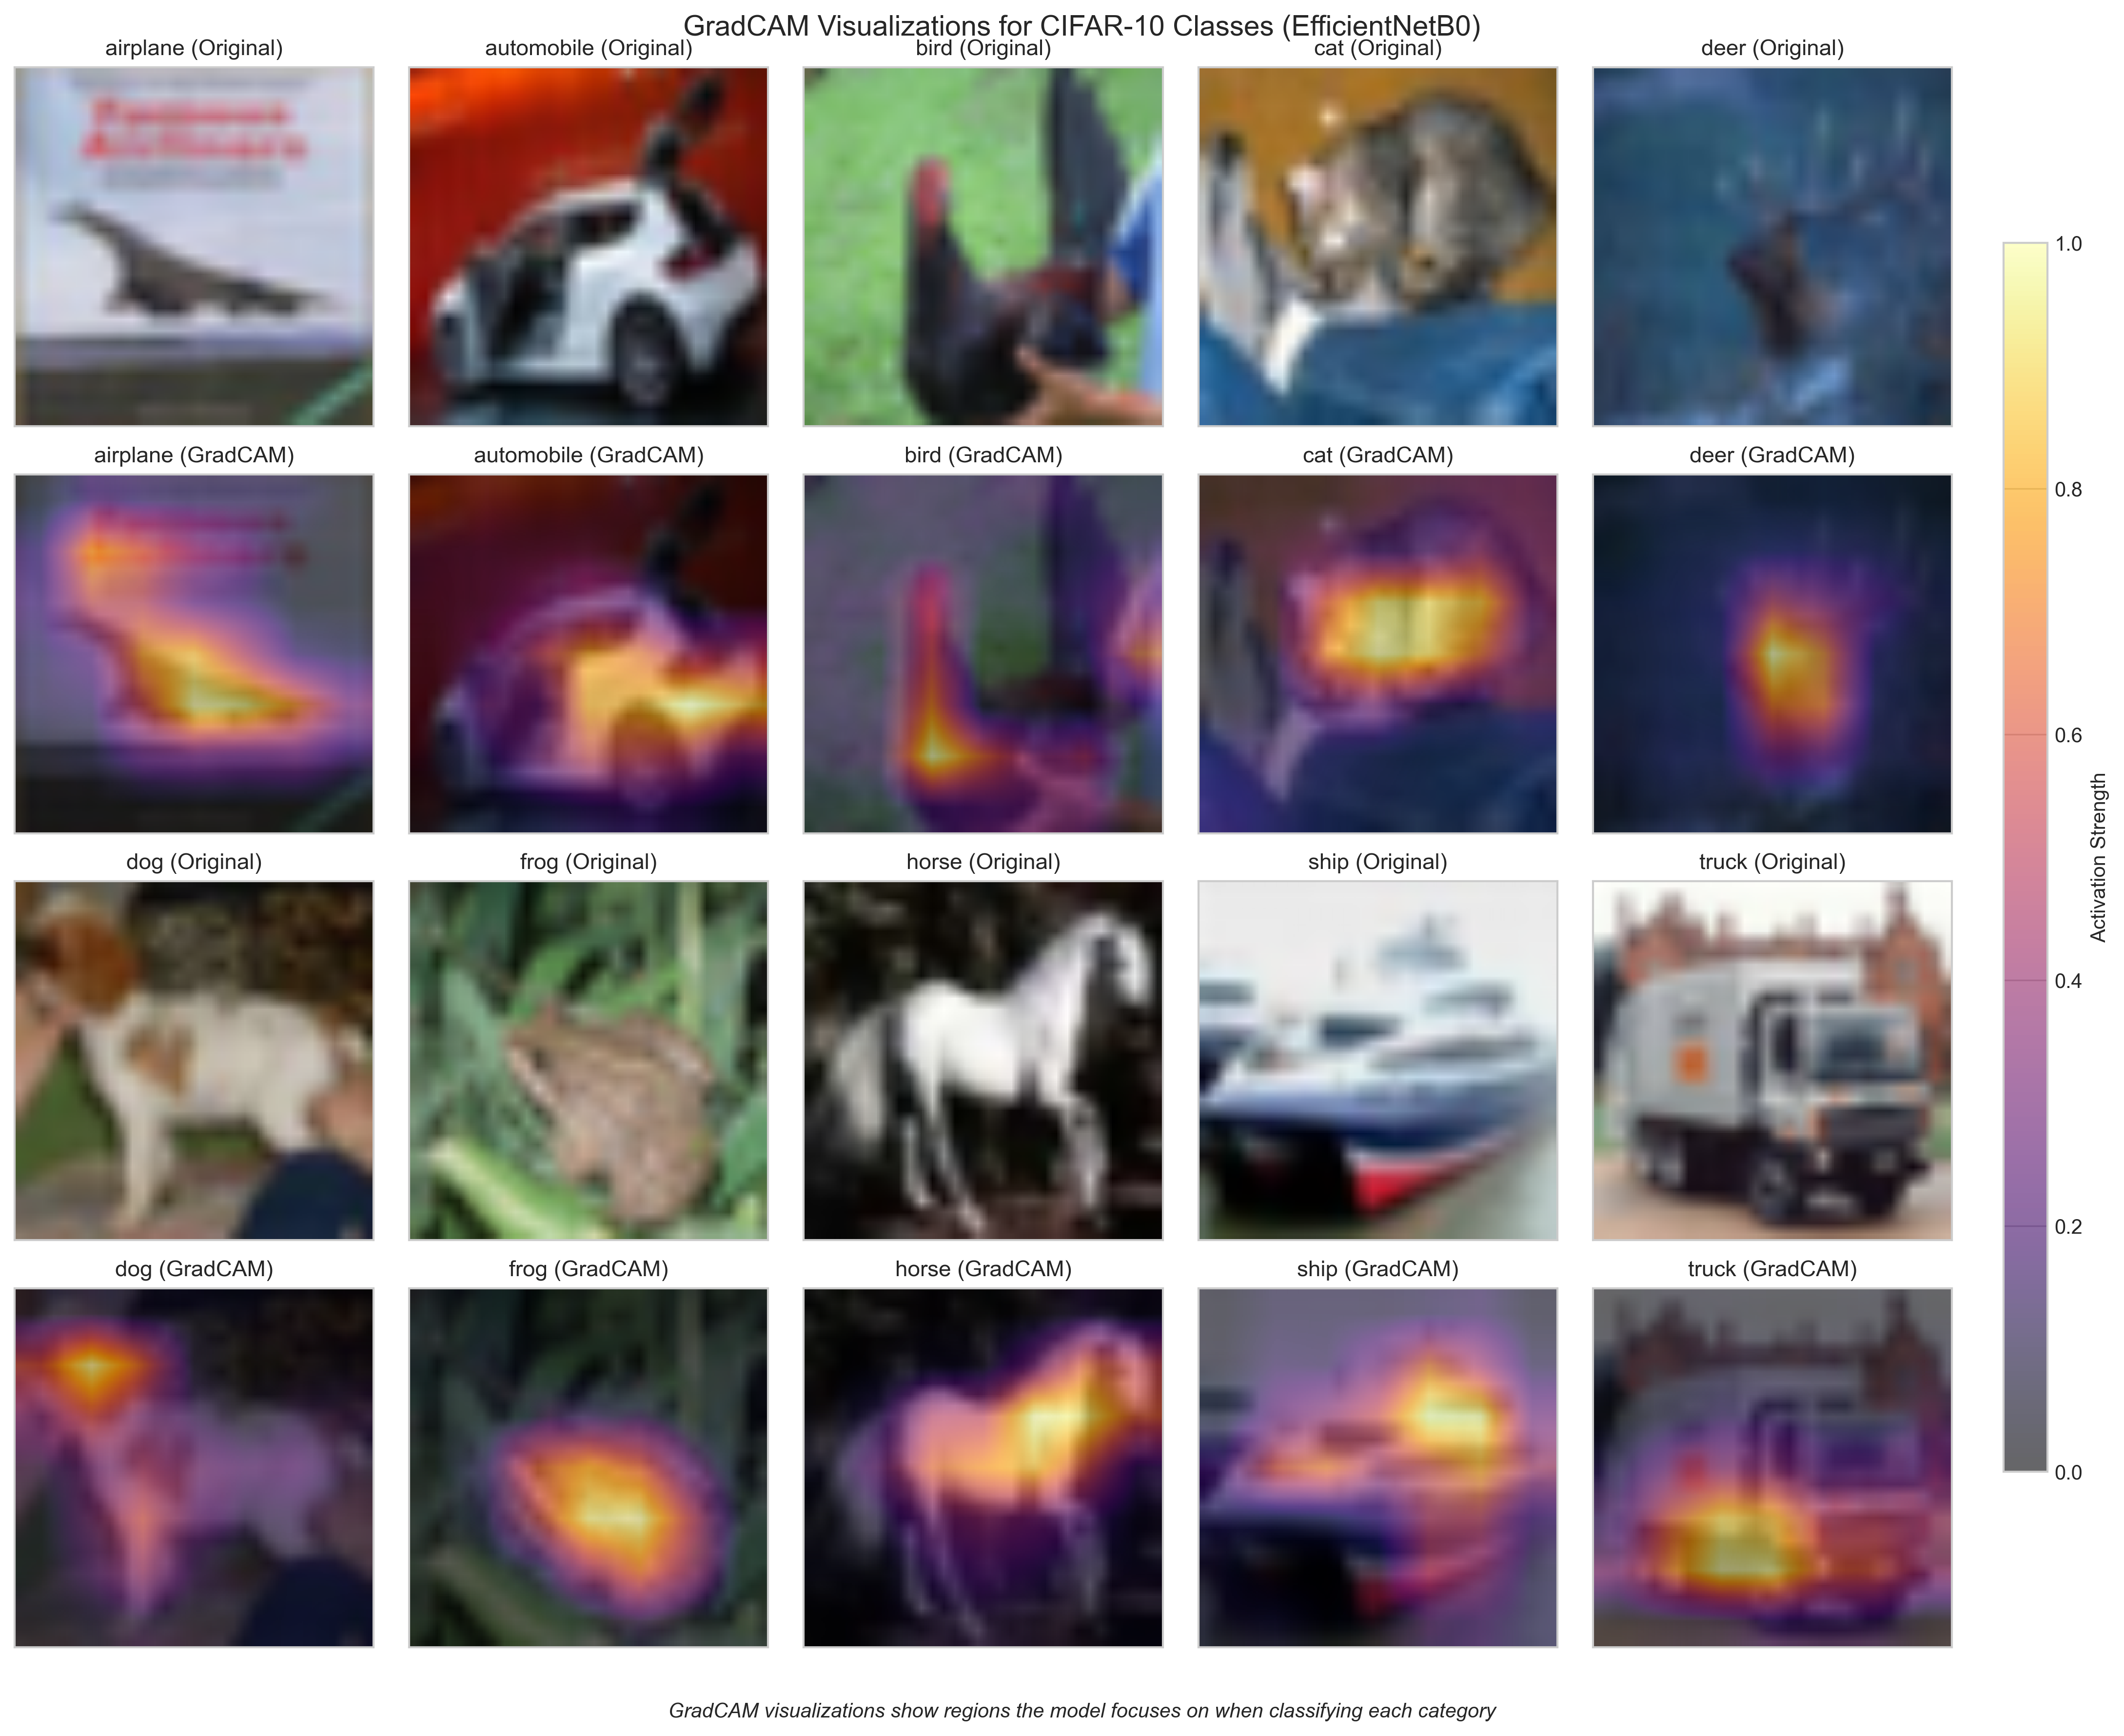 GradCAM Visualizations for CIFAR-10 Classes (EfficientNetB0)
airplane (Original)
automobile (Original)
bird (Original)
cat (Original)
deer (Original)
airplane (GradCAM)
automobile (GradCAM)
bird (GradCAM)
cat (GradCAM)
deer (GradCAM)
dog (Original)
frog (Original)
horse (Original)
ship (Original)
truck (Original)
dog (GradCAM)
frog (GradCAM)
horse (GradCAM)
ship (GradCAM)
truck (GradCAM)
1.0
0.8
0.6
0.4
0.2
0.0
Activation Strength
GradCAM visualizations show regions the model focuses on when classifying each category